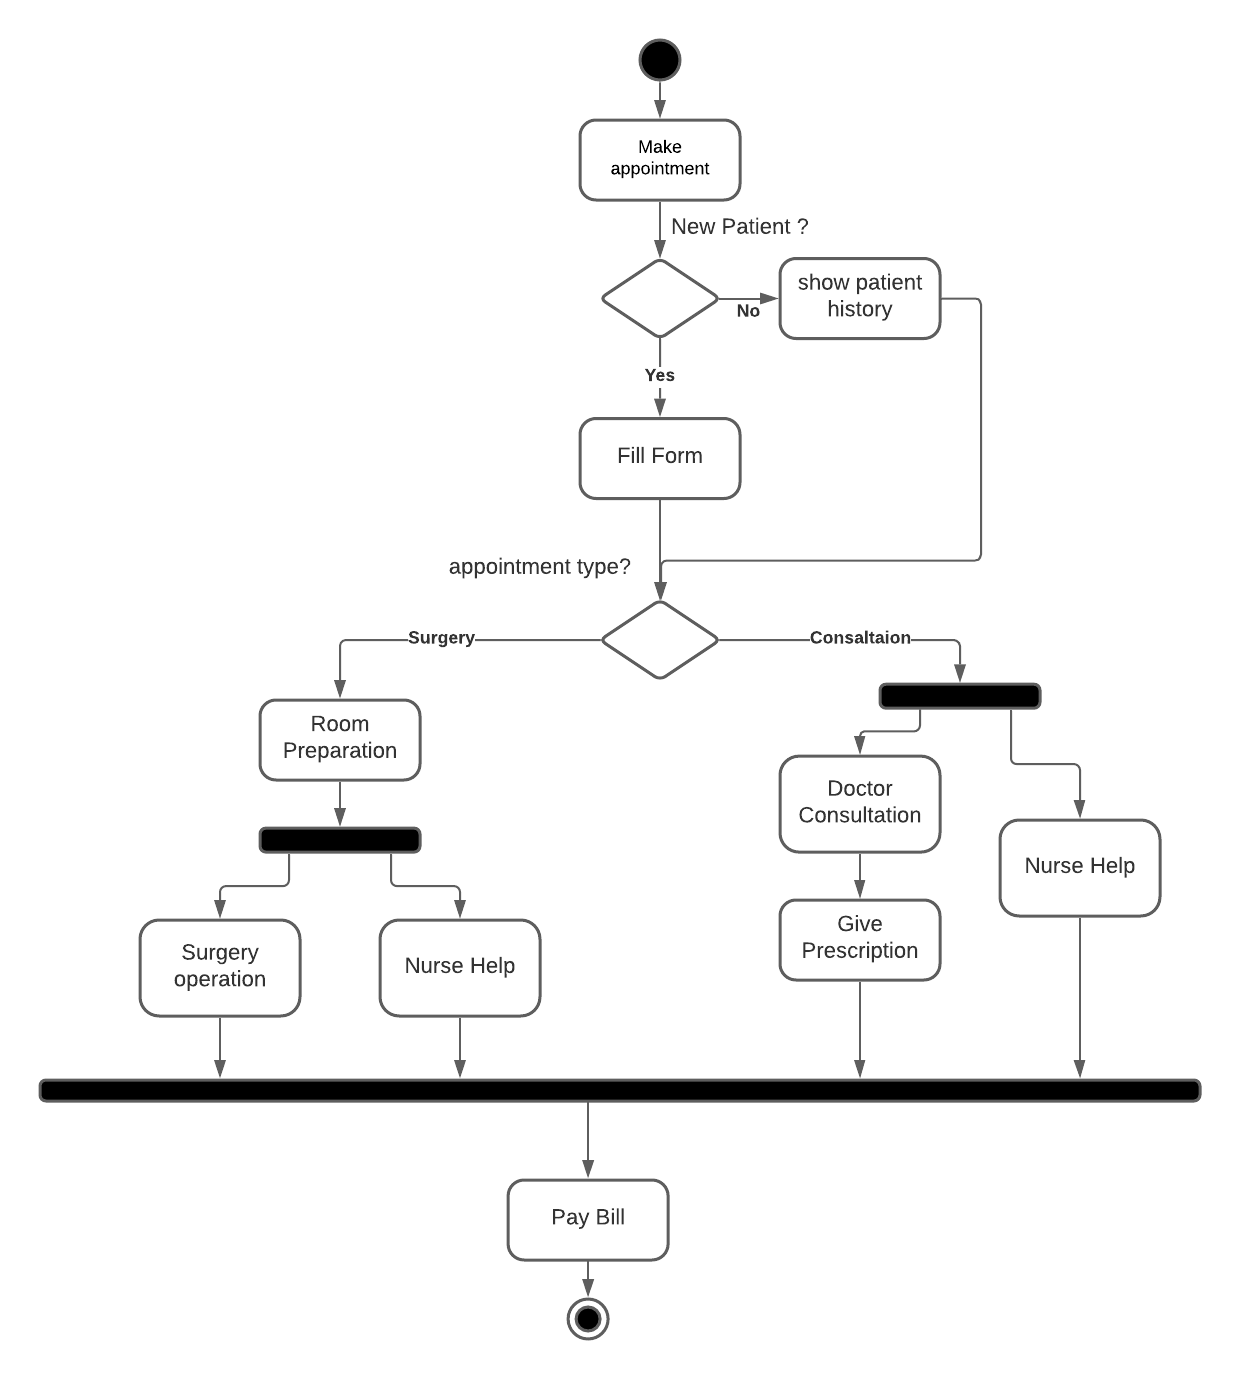 Make
appointment
New Patient ?
show patient
history
No
Yes
Fill Form
appointment type?
Surgery
Consaltaion
Room
Preparation
Doctor
Consultation
Nurse Help
Surgery
operation
Nurse Help
Give
Prescription
Pay Bill